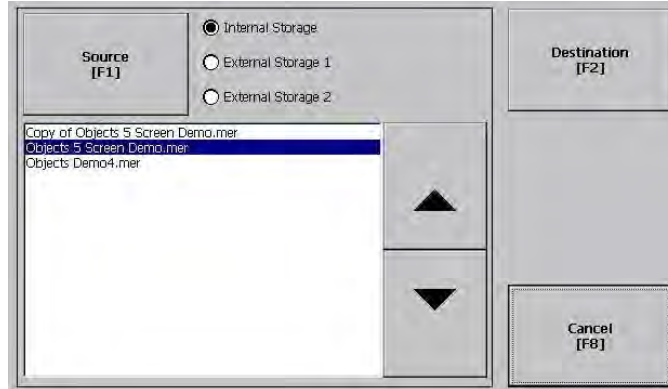 Source
[F1]
Internal Storage
External Storage 1
External Storage 2
Destination
[F2]
Copy of Objects 5 Screen Demo.mer
Objects 5 Screen Demo.mer
Objects Demo4.mer
Cancel
[F8]